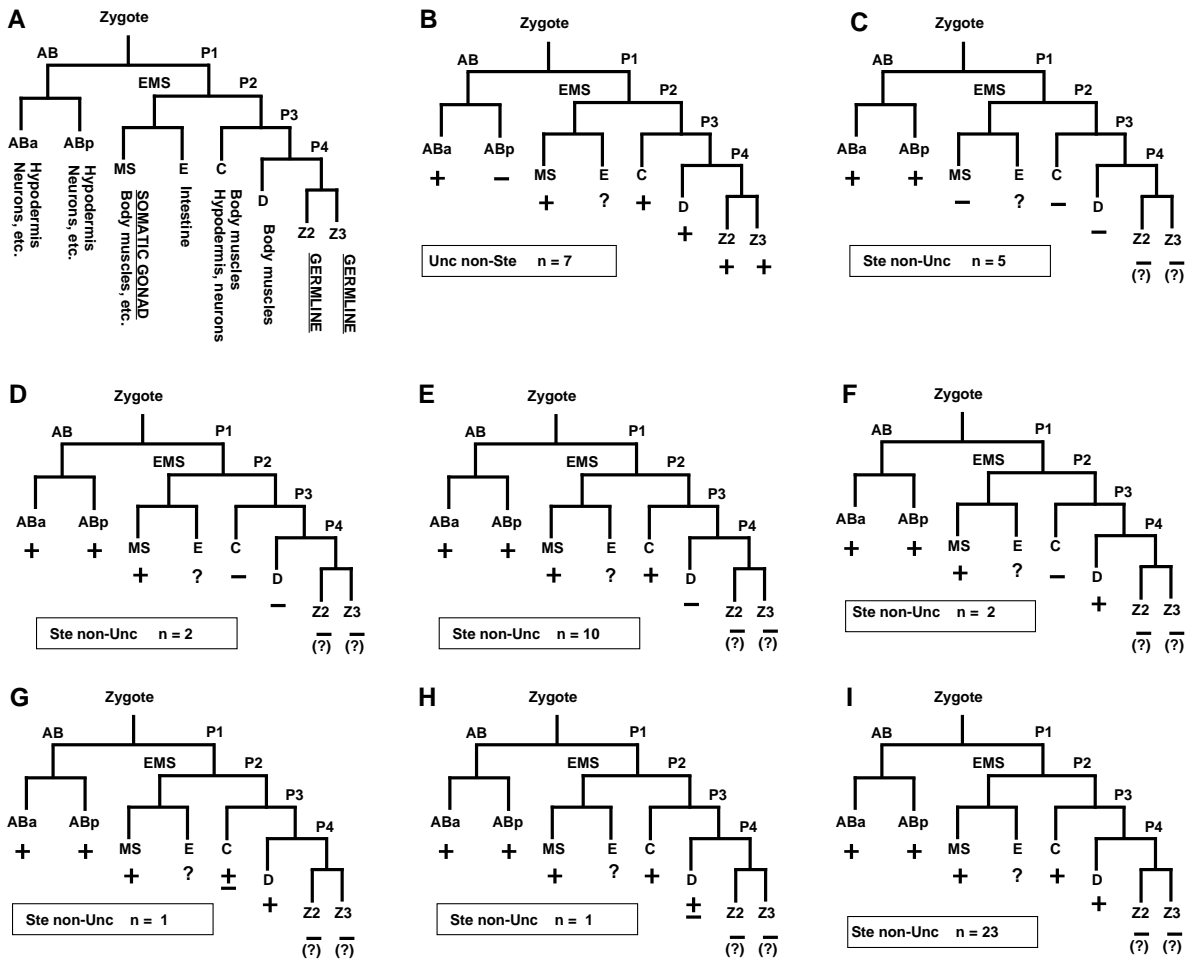 A
Zygote
AB
P1
EMS
P2
P3
P4
ABa
ABp
MS
E
C
D
Z2
Z3
Hypodermis
Neurons, etc.
Hypodermis
Neurons, etc.
SOMATIC GONAD
Body muscles, etc.
Intestine
Body muscles
Hypodermis, neurons
Body muscles
GERMLINE
GERMLINE
B
Zygote
AB
P1
EMS
P2
P3
P4
ABa
ABp
MS
E
C
D
Z2
Z3
+ − + ? + + + +
Unc non-Ste n = 7
C
Zygote
AB
P1
EMS
P2
P3
P4
ABa
ABp
MS
E
C
D
Z2
Z3
+ + − ? − − − −
(?) (?)
Ste non-Unc n = 5
D
Zygote
AB
P1
EMS
P2
P3
P4
ABa
ABp
MS
E
C
D
Z2
Z3
+ + + ? − − − −
(?) (?)
Ste non-Unc n = 2
E
Zygote
AB
P1
EMS
P2
P3
P4
ABa
ABp
MS
E
C
D
Z2
Z3
+ + + ? + − − −
(?) (?)
Ste non-Unc n = 10
F
Zygote
AB
P1
EMS
P2
P3
P4
ABa
ABp
MS
E
C
D
Z2
Z3
+ + + ? − + − −
(?) (?)
Ste non-Unc n = 2
G
Zygote
AB
P1
EMS
P2
P3
P4
ABa
ABp
MS
E
C
D
Z2
Z3
+ + + ? ± + − −
(?) (?)
Ste non-Unc n = 1
H
Zygote
AB
P1
EMS
P2
P3
P4
ABa
ABp
MS
E
C
D
Z2
Z3
+ + + ? + ± − −
(?) (?)
Ste non-Unc n = 1
I
Zygote
AB
P1
EMS
P2
P3
P4
ABa
ABp
MS
E
C
D
Z2
Z3
+ + + ? + + − −
(?) (?)
Ste non-Unc n = 23